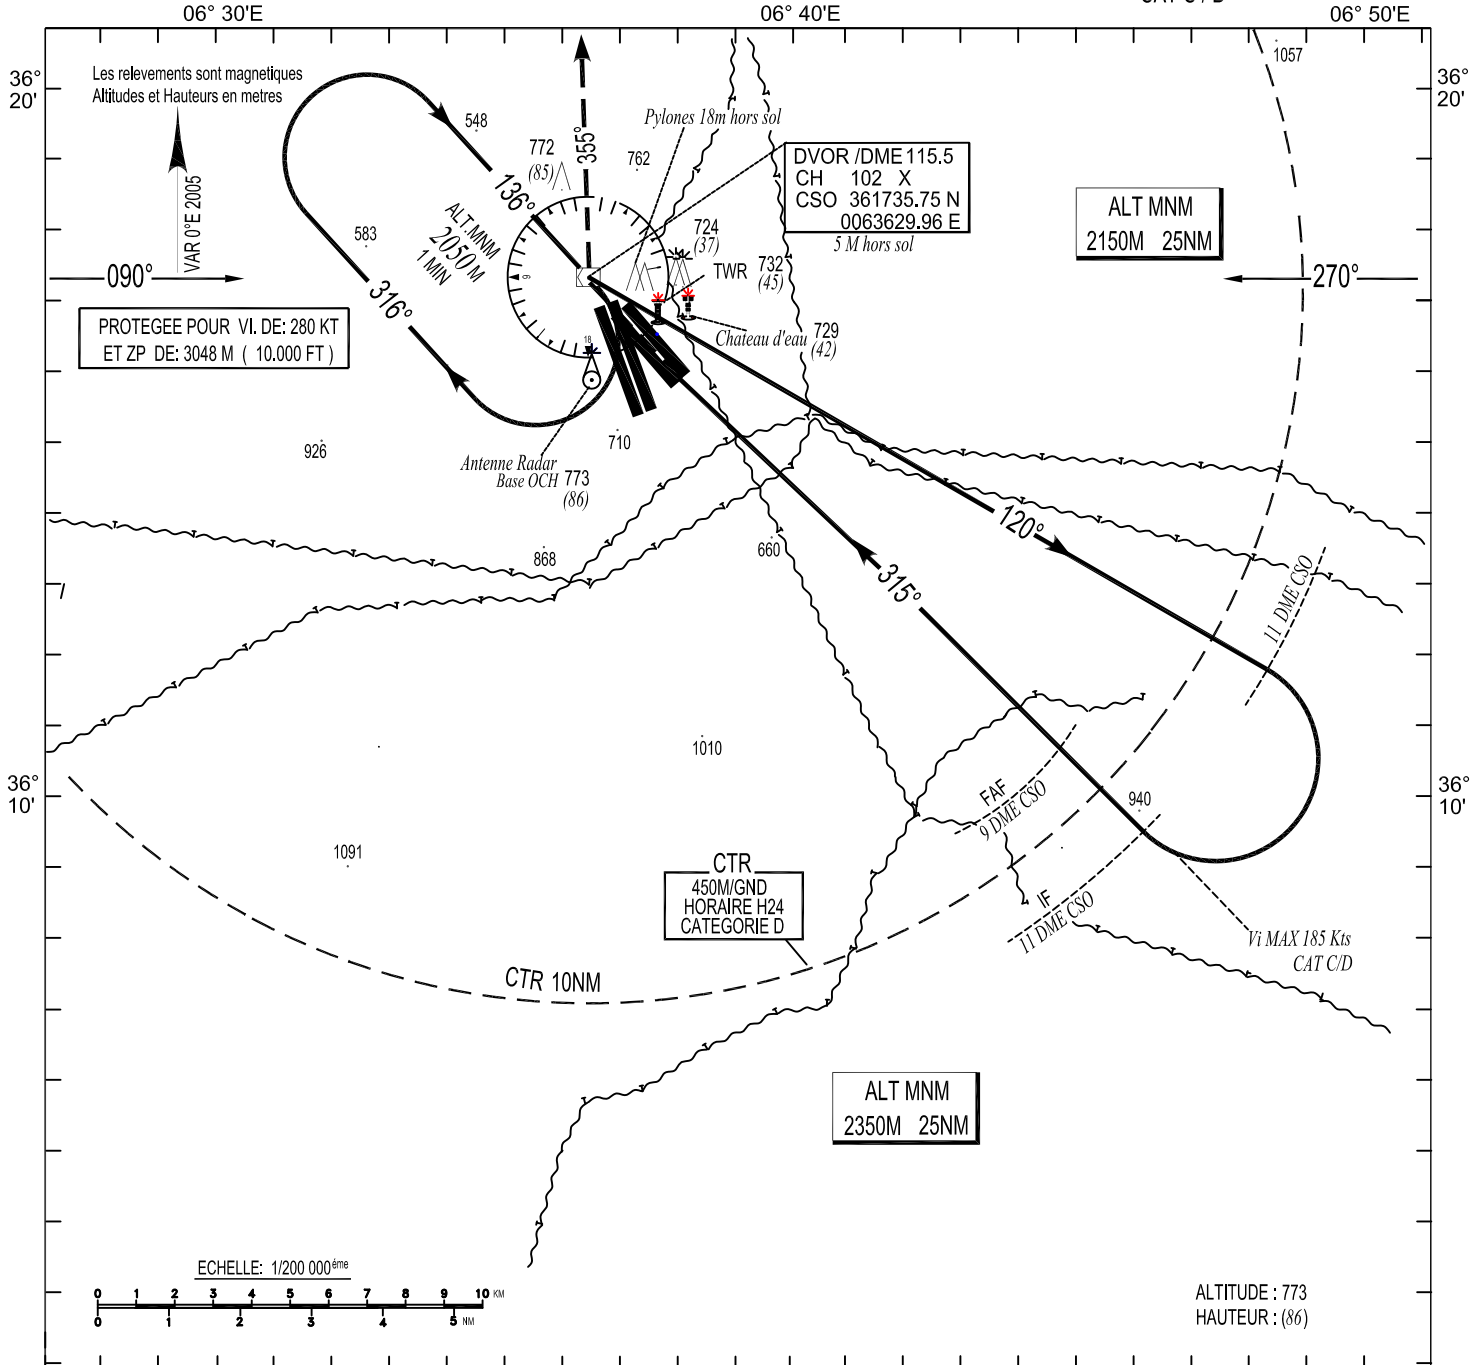 06° 30'E
06° 40'E
CAT C / D
06° 50'E
36°
20'
36°
20'
Les relevements sont magnetiques
Altitudes et Hauteurs en metres
VAR 0°E 2005
1057
548
772
(85)
355°
762
Pylones 18m hors sol
DVOR /DME 115.5
CH 102 X
CSO 361735.75 N
0063629.96 E
5 M hors sol
ALT MNM
2150M 25NM
136°
ALT.MNM
2050 M
1 MIN
583
724
(37)
TWR
732
(45)
090°
270°
316°
PROTEGEE POUR VI. DE: 280 KT
ET ZP DE: 3048 M ( 10.000 FT )
9
18
Chateau d'eau
729
(42)
926
710
Antenne Radar
Base OCH
773
(86)
868
660
120°
315°
11 DME CSO
1010
36°
10'
36°
10'
FAF
9 DME CSO
940
1091
CTR
450M/GND
HORAIRE H24
CATEGORIE D
IF
11 DME CSO
Vi MAX 185 Kts
CAT C/D
CTR 10NM
ALT MNM
2350M 25NM
ECHELLE: 1/200 000éme
0 1 2 3 4 5 6 7 8 9 10 KM
0 1 2 3 4 5 NM
ALTITUDE : 773
HAUTEUR : (86)